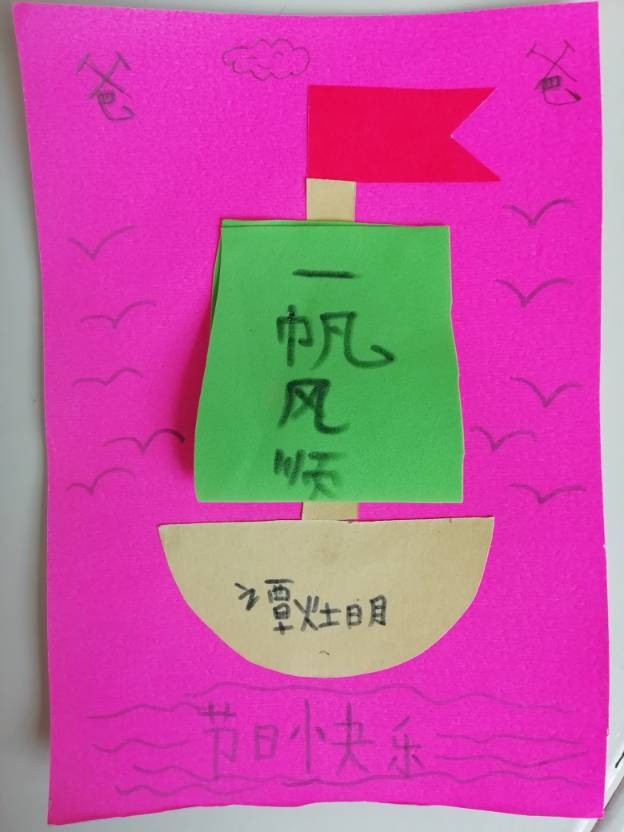 爸 爸
一帆风顺
谭灶明
节日快乐